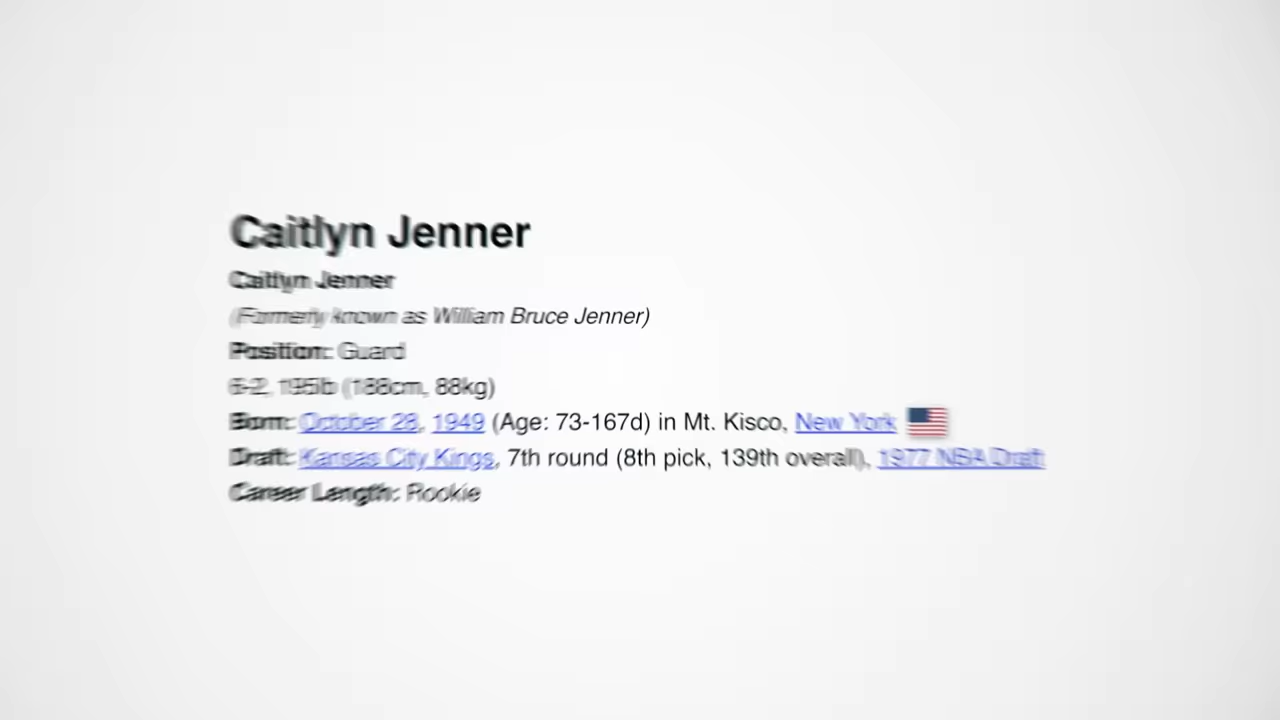 Caitlyn Jenner
Caitlyn Jenner
(Formerly known as William Bruce Jenner)
Position: Guard
6-2, 195lb (188cm, 88kg)
Born: October 28, 1949 (Age: 73-167d) in Mt. Kisco, New York
Draft: Kansas City Kings, 7th round (8th pick, 139th overall), 1977 NBA Draft
Career Length: Rookie